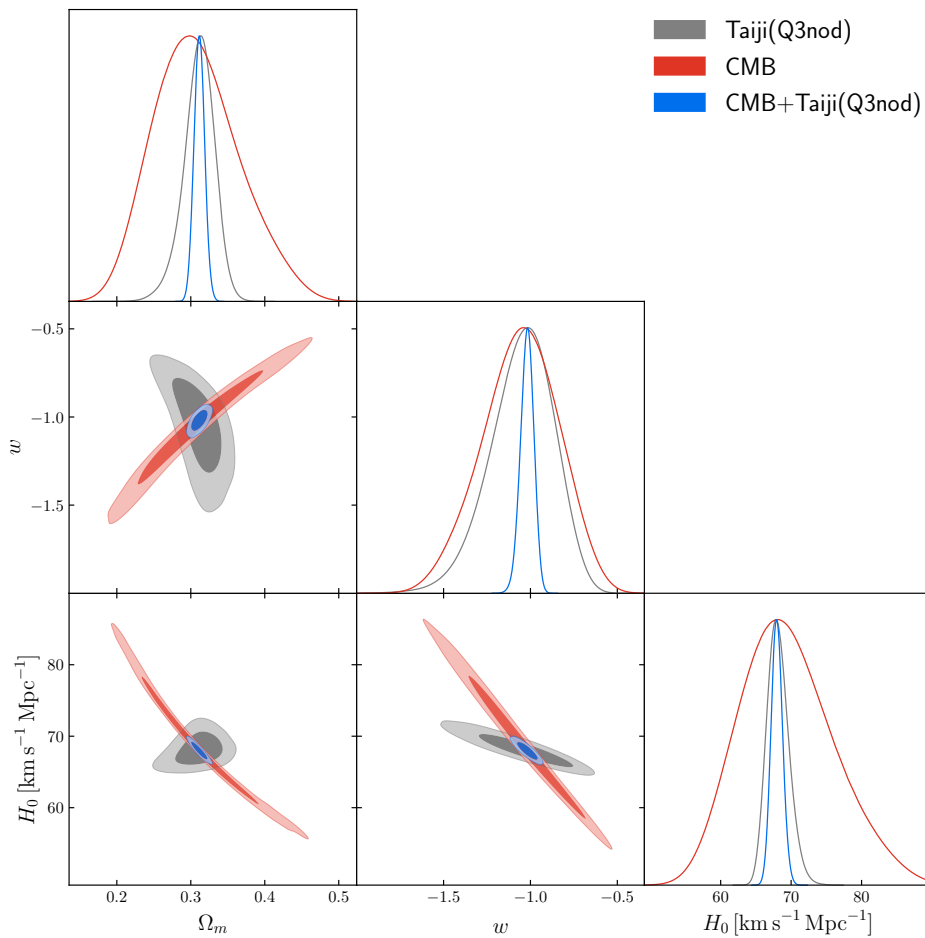 Taiji(Q3nod)
CMB
CMB+Taiji(Q3nod)
−0.5
−1.0
−1.5
w
80
70
60
H₀ [km s⁻¹ Mpc⁻¹]
0.2 0.3 0.4 0.5
−1.5 −1.0 −0.5
60 70 80
Ωₘ
w
H₀ [km s⁻¹ Mpc⁻¹]